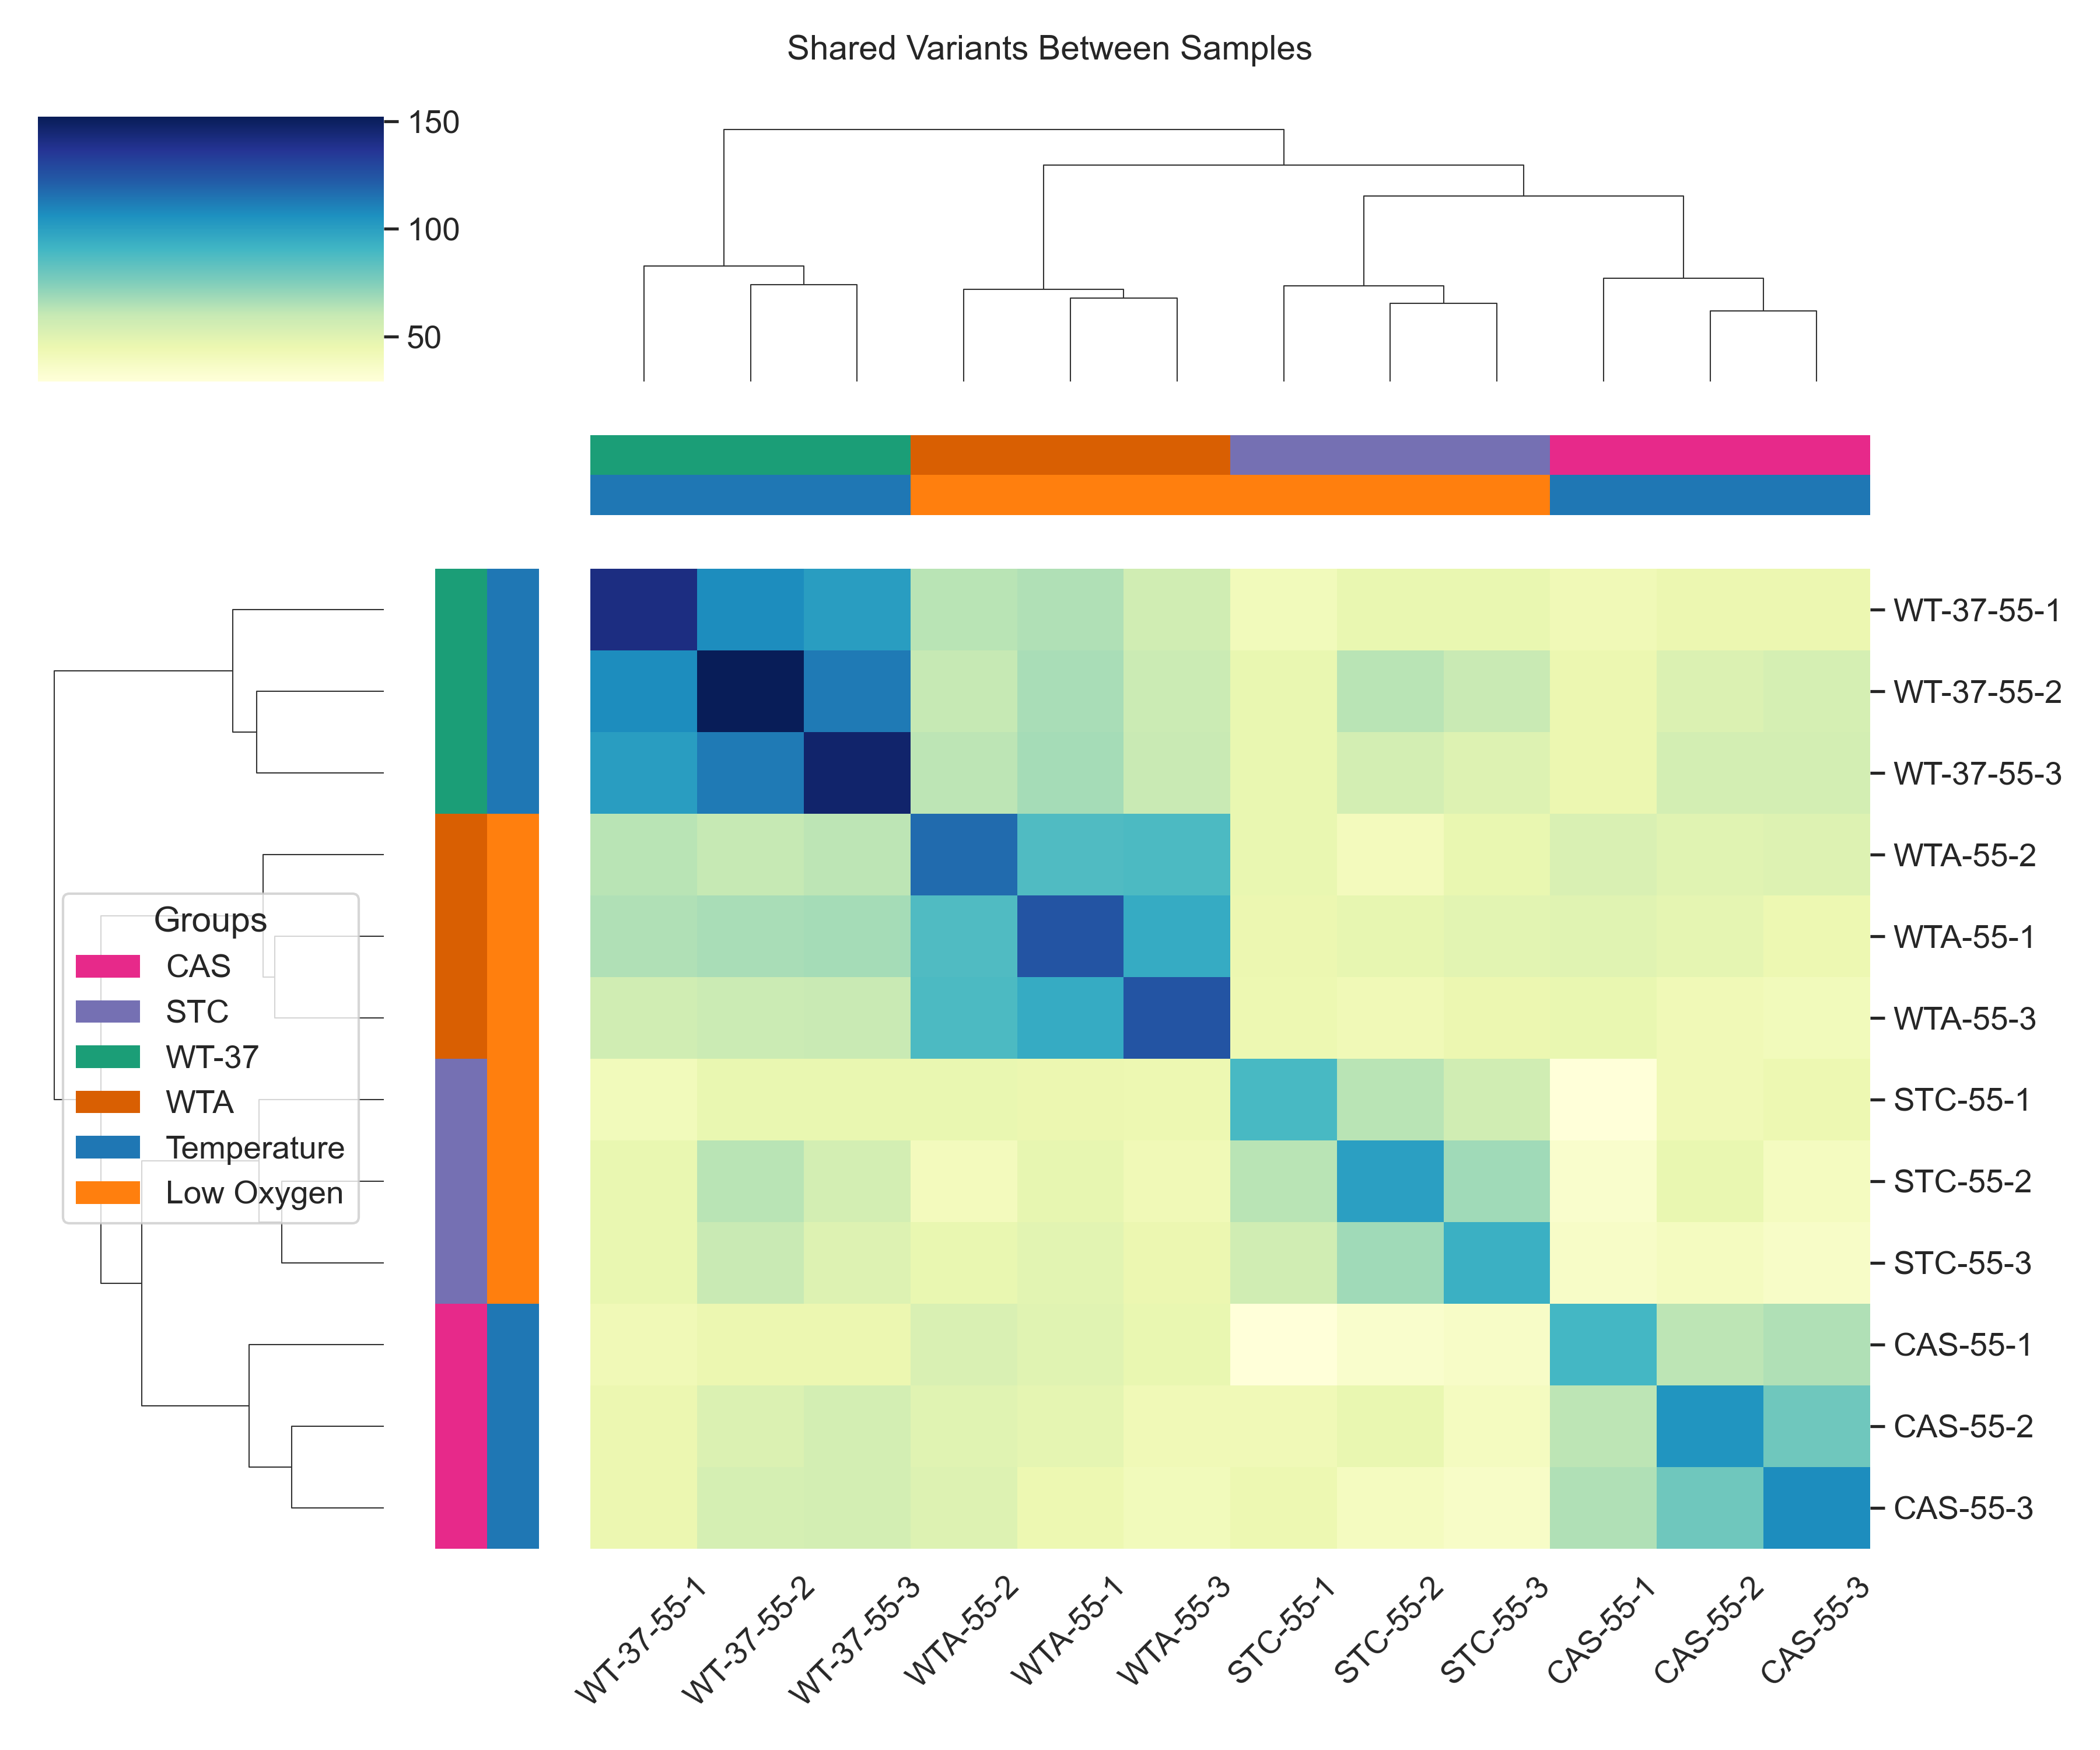 Shared Variants Between Samples
150
100
50
WT-37-55-1
WT-37-55-2
WT-37-55-3
WTA-55-2
WTA-55-1
WTA-55-3
STC-55-1
STC-55-2
STC-55-3
CAS-55-1
CAS-55-2
CAS-55-3
Groups
CAS
STC
WT-37
WTA
Temperature
Low Oxygen
WT-37-55-1
WT-37-55-2
WT-37-55-3
WTA-55-2
WTA-55-1
WTA-55-3
STC-55-1
STC-55-2
STC-55-3
CAS-55-1
CAS-55-2
CAS-55-3